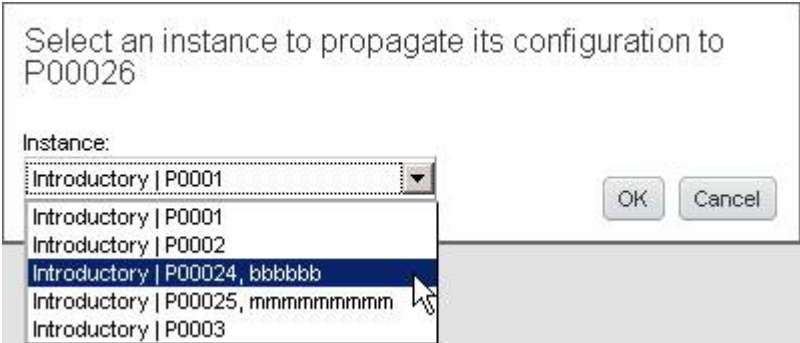 Select an instance to propagate its configuration to
P00026
Instance:
Introductory | P0001
OK Cancel
Introductory | P0001
Introductory | P0002
Introductory | P00024, bbbbbb
Introductory | P00025, mmmmmmmmm
Introductory | P0003